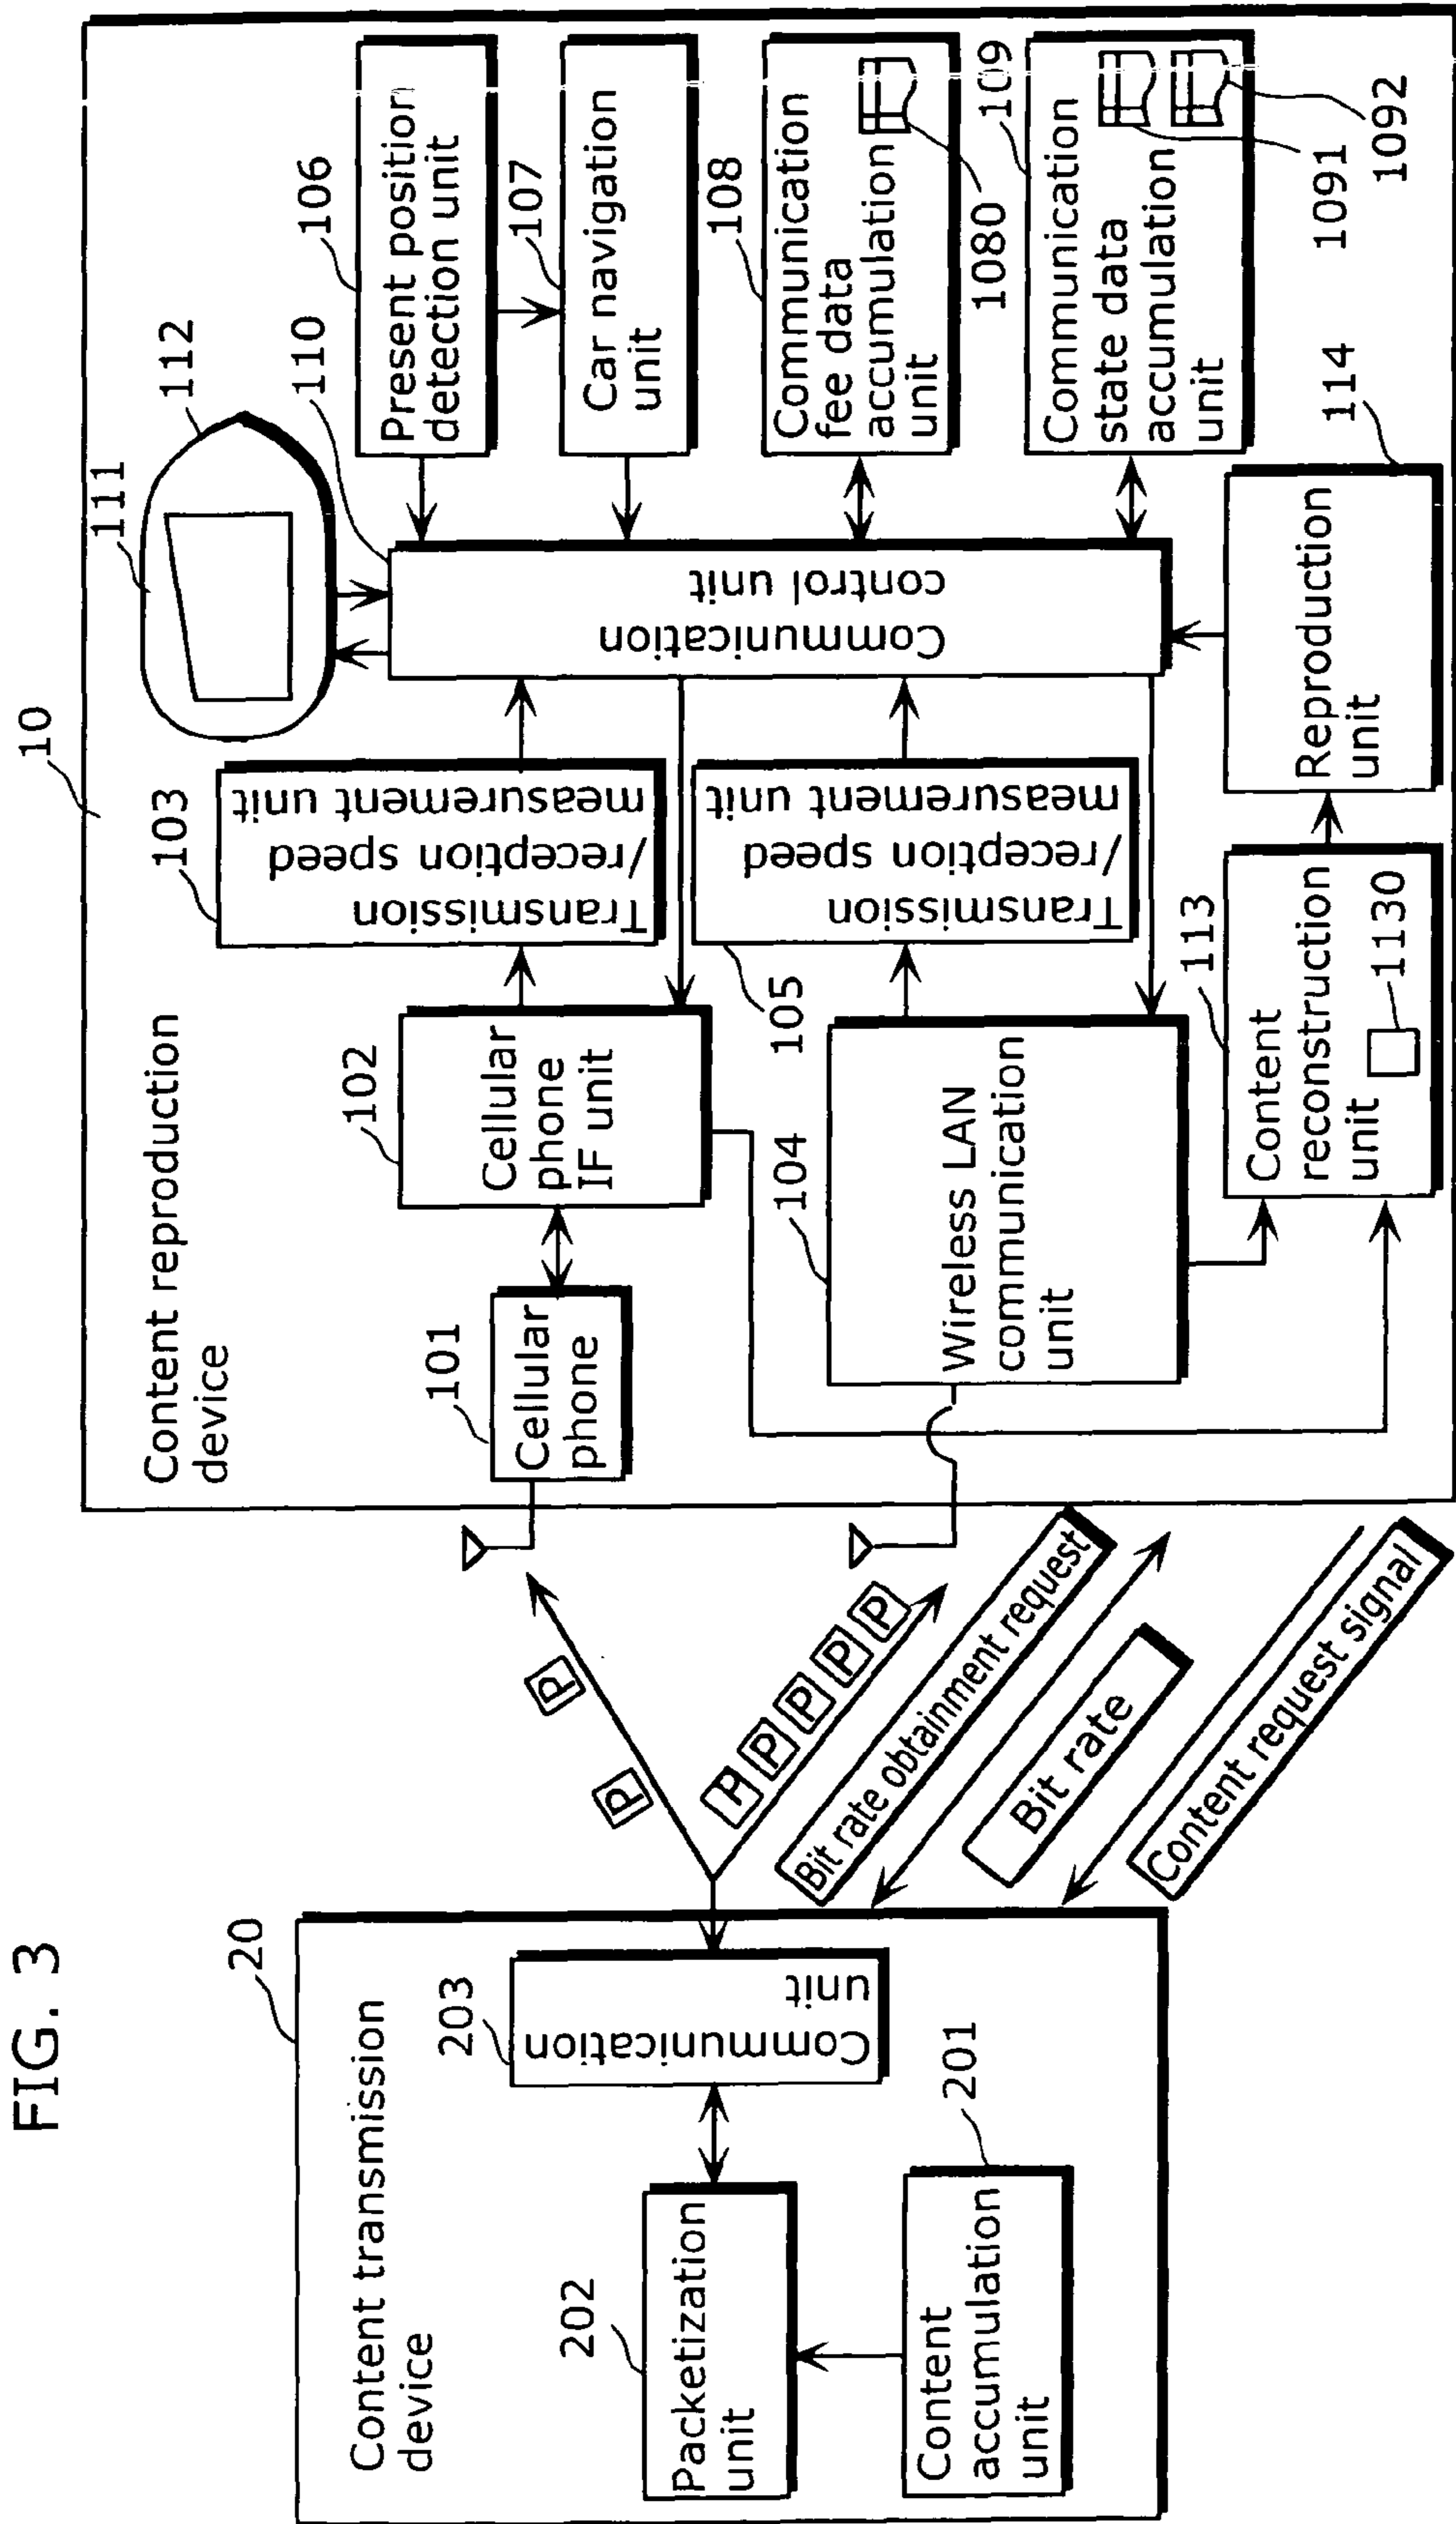 FIG. 3
20
Content transmission
device
203
Communication
unit
202
Packetization
unit
201
Content
accumulation
unit
P
P
P
P
P
P
P
Bit rate obtainment request
Bit rate
Content request signal
10
Content reproduction
device
101
Cellular
phone
102
Cellular
phone
IF unit
103
Transmission
/reception speed
measurement unit
104
Wireless LAN
communication
unit
105
Transmission
/reception speed
measurement unit
111
112
110
Communication
control unit
106
Present position
detection unit
107
Car navigation
unit
108
Communication
fee data
accumulation
unit
1080
109
Communication
state data
accumulation
unit
1091
1092
113
Content
reconstruction
unit
1130
114
Reproduction
unit